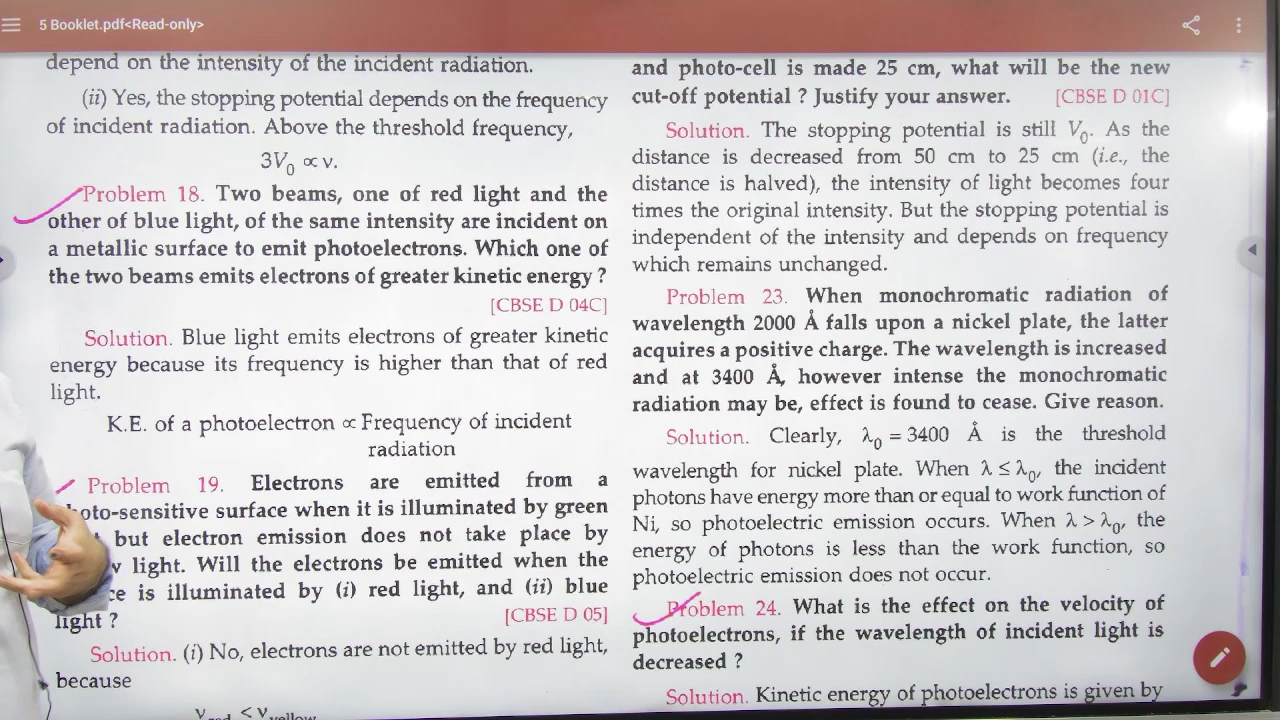 5 Booklet.pdf<Read-only>
depend on the intensity of the incident radiation.
(ii) Yes, the stopping potential depends on the frequency
of incident radiation. Above the threshold frequency,
3V₀ ∝ ν.
Problem 18. Two beams, one of red light and the
other of blue light, of the same intensity are incident on
a metallic surface to emit photoelectrons. Which one of
the two beams emits electrons of greater kinetic energy ?
[CBSE D 04C]
Solution. Blue light emits electrons of greater kinetic
energy because its frequency is higher than that of red
light.
K.E. of a photoelectron ∝ Frequency of incident
radiation
Problem 19. Electrons are emitted from a
oto-sensitive surface when it is illuminated by green
but electron emission does not take place by
light. Will the electrons be emitted when the
is illuminated by (i) red light, and (ii) blue
light ?
[CBSE D 05]
Solution. (i) No, electrons are not emitted by red light,
because
ν_red < ν_yellow
and photo-cell is made 25 cm, what will be the new
cut-off potential ? Justify your answer. [CBSE D 01C]
Solution. The stopping potential is still V₀. As the
distance is decreased from 50 cm to 25 cm (i.e., the
distance is halved), the intensity of light becomes four
times the original intensity. But the stopping potential is
independent of the intensity and depends on frequency
which remains unchanged.
Problem 23. When monochromatic radiation of
wavelength 2000 Å falls upon a nickel plate, the latter
acquires a positive charge. The wavelength is increased
and at 3400 Å, however intense the monochromatic
radiation may be, effect is found to cease. Give reason.
Solution. Clearly, λ₀ = 3400 Å is the threshold
wavelength for nickel plate. When λ ≤ λ₀, the incident
photons have energy more than or equal to work function of
Ni, so photoelectric emission occurs. When λ > λ₀, the
energy of photons is less than the work function, so
photoelectric emission does not occur.
Problem 24. What is the effect on the velocity of
photoelectrons, if the wavelength of incident light is
decreased ?
Solution. Kinetic energy of photoelectrons is given by